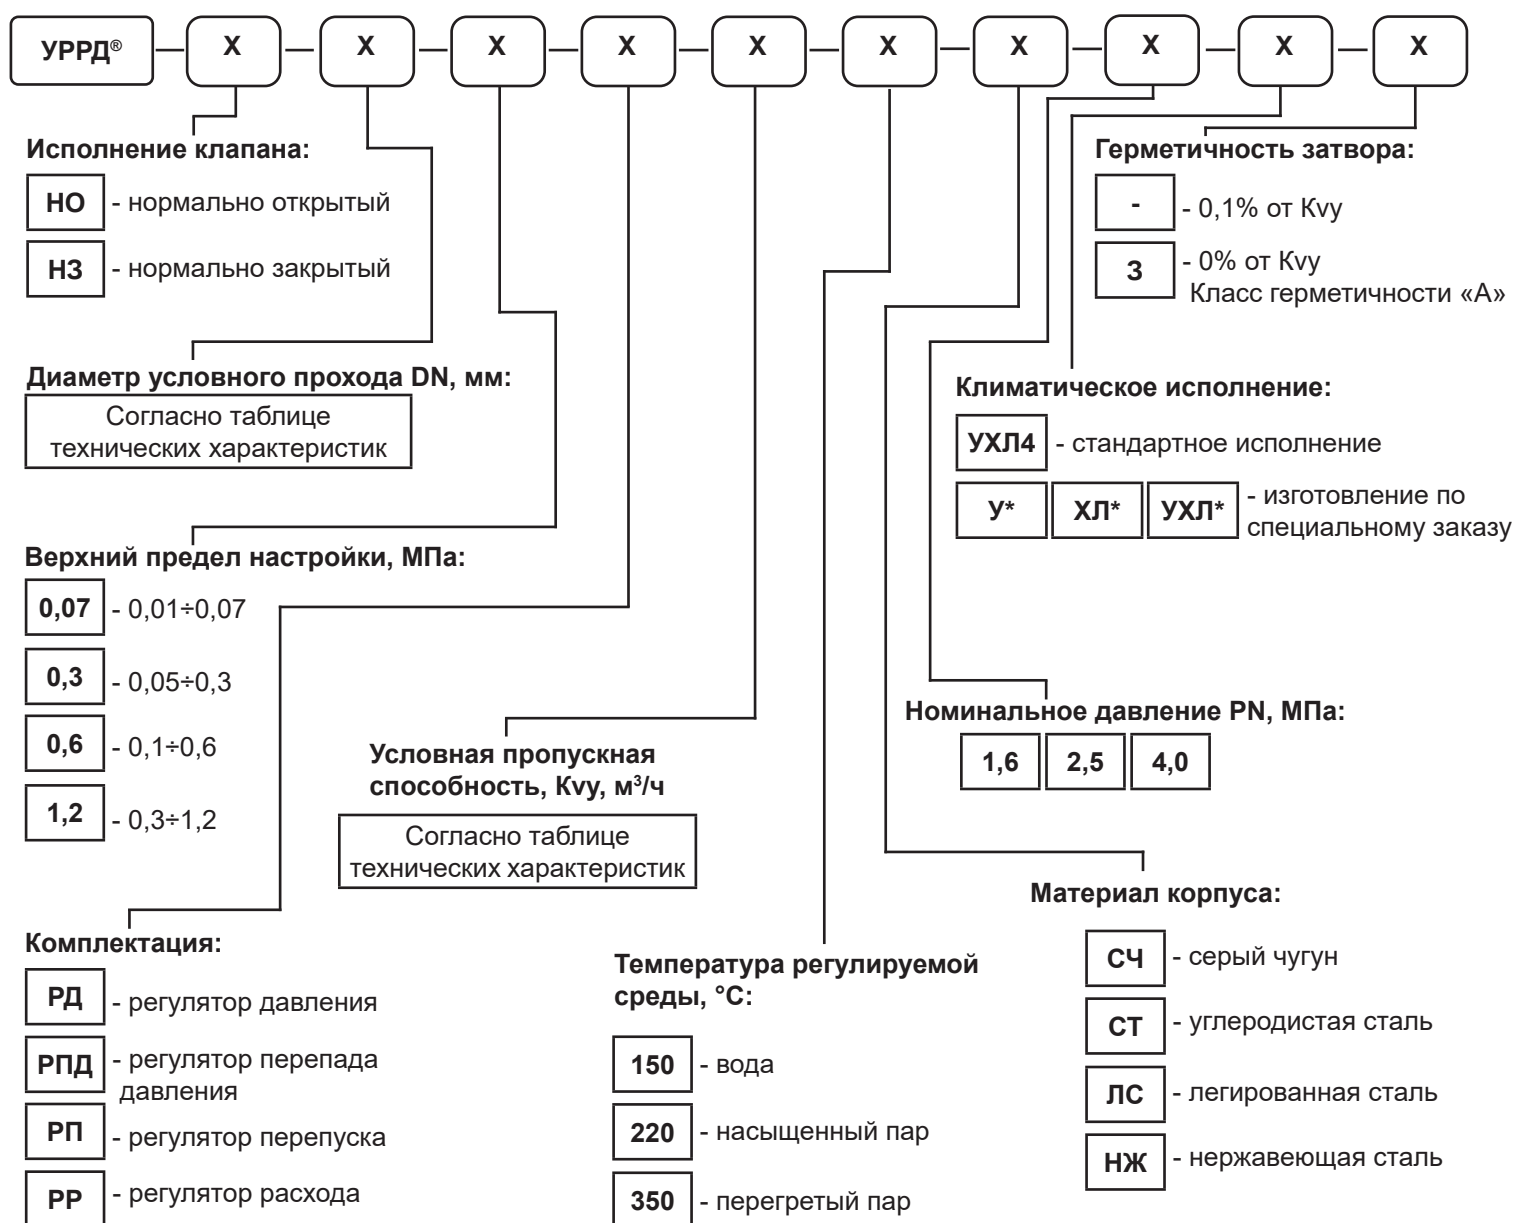 УРРД® Х Х Х Х Х Х Х Х Х Х
Исполнение клапана:
НО - нормально открытый
НЗ - нормально закрытый
Диаметр условного прохода DN, мм:
Согласно таблице
технических характеристик
Верхний предел настройки, МПа:
0,07 - 0,01÷0,07
0,3 - 0,05÷0,3
0,6 - 0,1÷0,6
1,2 - 0,3÷1,2
Комплектация:
РД - регулятор давления
РПД - регулятор перепада
давления
РП - регулятор перепуска
РР - регулятор расхода
Условная пропускная
способность, Kvy, м³/ч
Согласно таблице
технических характеристик
Температура регулируемой
среды, °С:
150 - вода
220 - насыщенный пар
350 - перегретый пар
Материал корпуса:
СЧ - серый чугун
СТ - углеродистая сталь
ЛС - легированная сталь
НЖ - нержавеющая сталь
Номинальное давление PN, МПа:
1,6 2,5 4,0
Климатическое исполнение:
УХЛ4 - стандартное исполнение
У* ХЛ* УХЛ* - изготовление по
специальному заказу
Герметичность затвора:
- - 0,1% от Kvy
З - 0% от Kvy
Класс герметичности «А»